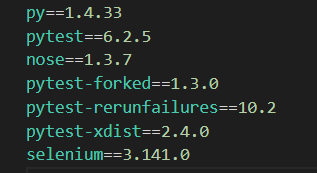 py==1.4.33
pytest==6.2.5
nose==1.3.7
pytest-forked==1.3.0
pytest-rerunfailures==10.2
pytest-xdist==2.4.0
selenium==3.141.0